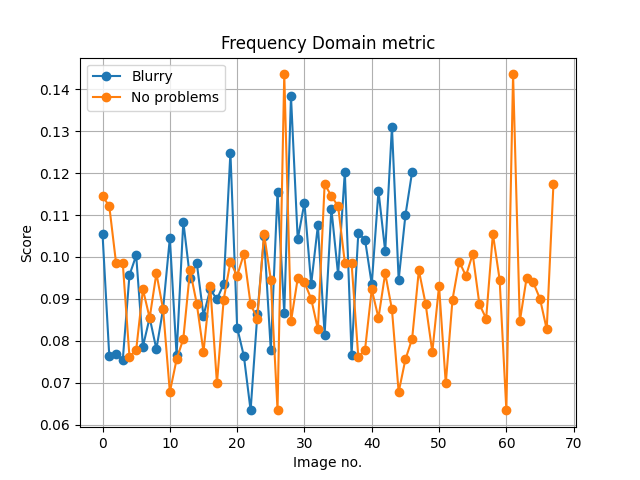 Frequency Domain metric
Blurry
No problems
Score
0.14
0.13
0.12
0.11
0.10
0.09
0.08
0.07
0.06
0 10 20 30 40 50 60 70
Image no.